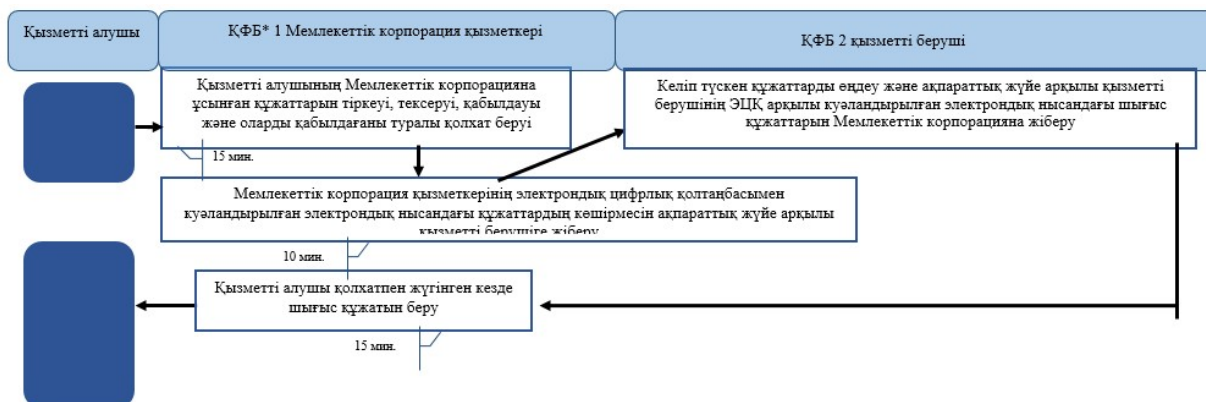 Қызметті алушы
ҚФБ* 1 Мемлекеттік корпорация қызметкері
ҚФБ 2 қызметті беруші
Қызметті алушының Мемлекеттік корпорацияна
ұсынған құжаттарын тіркеуі, тексеруі, қабылдауы
және оларды қабылдағаны туралы қолхат беруі
Келіп түскен құжаттарды өңдеу және ақпараттық жүйе арқылы қызметті
берушінің ЭЦҚ арқылы куәландырылған электрондық нысандағы шығыс
құжаттарын Мемлекеттік корпорацияна жіберу
15 мин.
Мемлекеттік корпорация қызметкерінің электрондық цифрлық қолтаңбасымен
куәландырылған электрондық нысандағы құжаттардың көшірмесін ақпараттық жүйе арқылы
қызметті берушіге жіберу
10 мин.
Қызметті алушы қолхатпен жүгінген кезде
шығыс құжатын беру
15 мин.